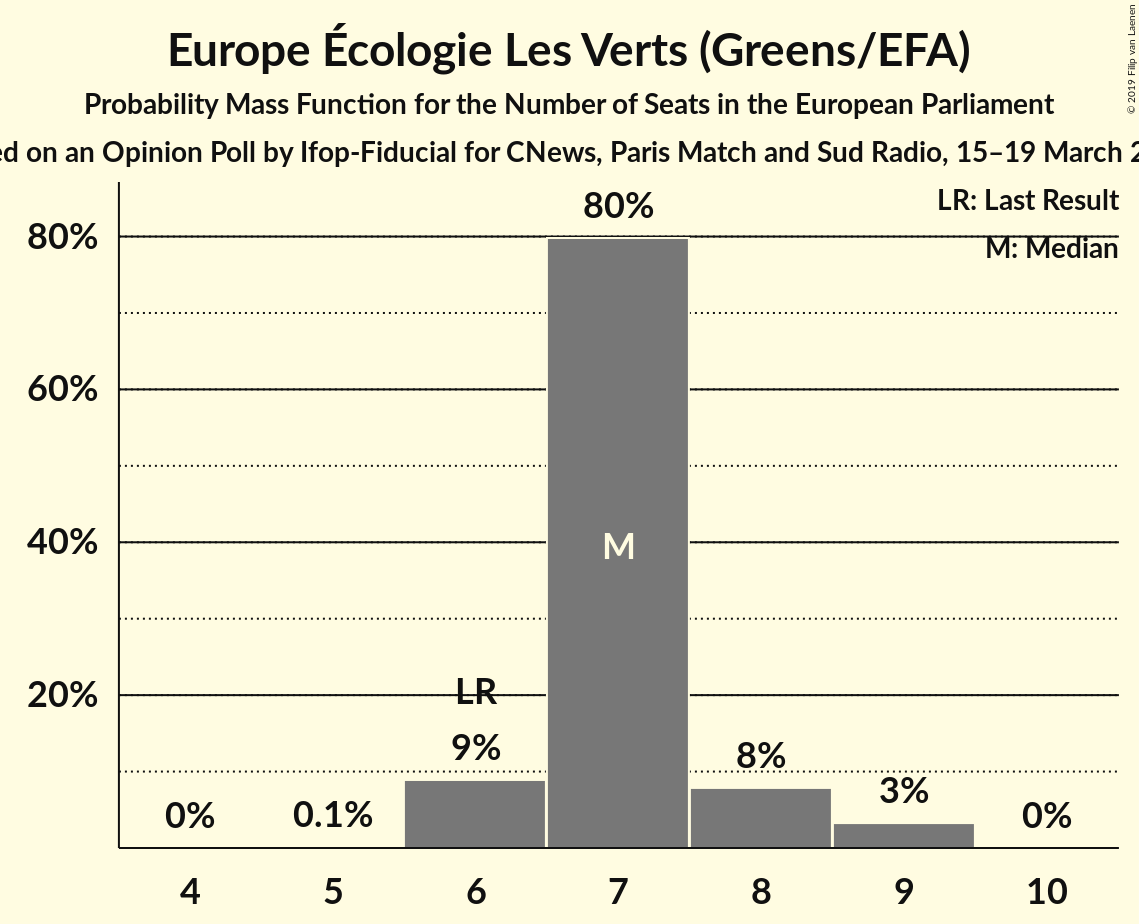 Europe Écologie Les Verts (Greens/EFA)
Probability Mass Function for the Number of Seats in the European Parliament
on an Opinion Poll by Ifop-Fiducial for CNews, Paris Match and Sud Radio, 15–19 March
© 2019 Filip van Laenen
LR: Last Result
M: Median
80%
60%
40%
20%
0%
0.1%
LR
9%
80%
M
8%
3%
0%
4 5 6 7 8 9 10